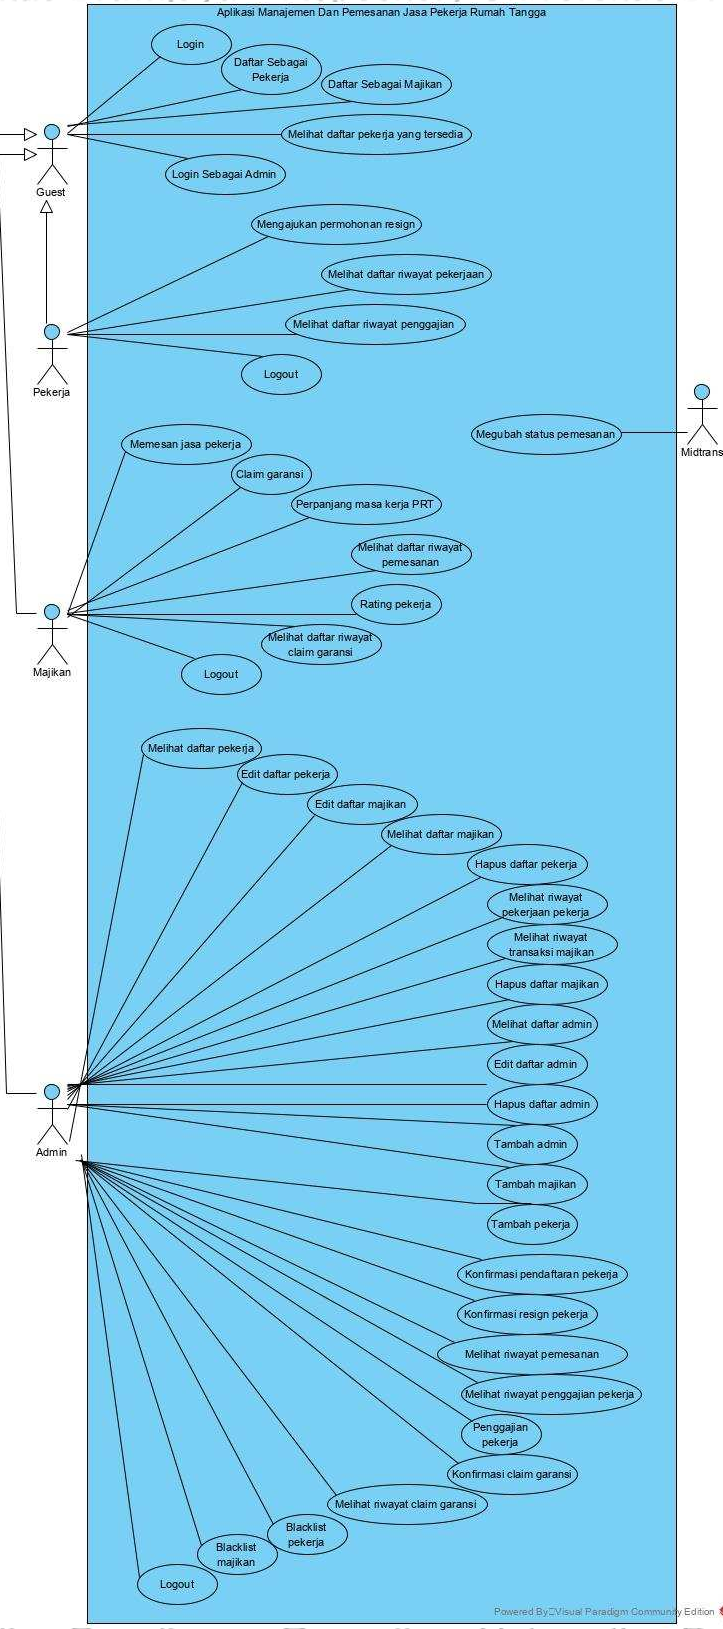 Aplikasi Manajemen Dan Pemesanan Jasa Pekerja Rumah Tangga
Login
Daftar Sebagai
Pekerja
Daftar Sebagai Majikan
Melihat daftar pekerja yang tersedia
Login Sebagai Admin
Guest
Mengajukan permohonan resign
Melihat daftar riwayat pekerjaan
Melihat daftar riwayat penggajian
Logout
Pekerja
Megubah status pemesanan
Midtrans
Memesan jasa pekerja
Claim garansi
Perpanjang masa kerja PRT
Melihat daftar riwayat
pemesanan
Rating pekerja
Melihat daftar riwayat
claim garansi
Logout
Majikan
Melihat daftar pekerja
Edit daftar pekerja
Edit daftar majikan
Melihat daftar majikan
Hapus daftar pekerja
Melihat riwayat
pekerjaan pekerja
Melihat riwayat
transaksi majikan
Hapus daftar majikan
Melihat daftar admin
Edit daftar admin
Hapus daftar admin
Tambah admin
Tambah majikan
Tambah pekerja
Admin
Konfirmasi pendaftaran pekerja
Konfirmasi resign pekerja
Melihat riwayat pemesanan
Melihat riwayat penggajian pekerja
Penggajian
pekerja
Konfirmasi claim garansi
Melihat riwayat claim garansi
Blacklist
pekerja
Blacklist
majikan
Logout
Powered By Visual Paradigm Community Edition